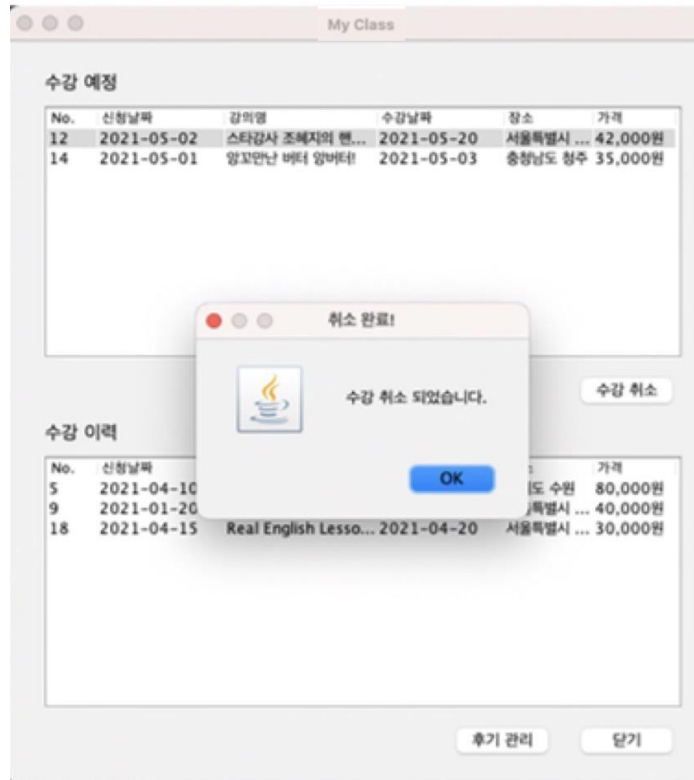 My Class
수강 예정
No. 신청날짜 강의명 수강날짜 장소 가격
12 2021-05-02 스타강사 조혜지의 핸... 2021-05-20 서울특별시 ... 42,000원
14 2021-05-01 앙꼬만난 버터 앙버터! 2021-05-03 충청남도 청주 35,000원
취소 완료!
수강 취소 되었습니다.
OK
수강 취소
수강 이력
No. 신청날짜 가격
5 2021-04-10 도 수원 80,000원
9 2021-01-20 특별시 ... 40,000원
18 2021-04-15 Real English Lesso... 2021-04-20 서울특별시 ... 30,000원
후기 관리 닫기